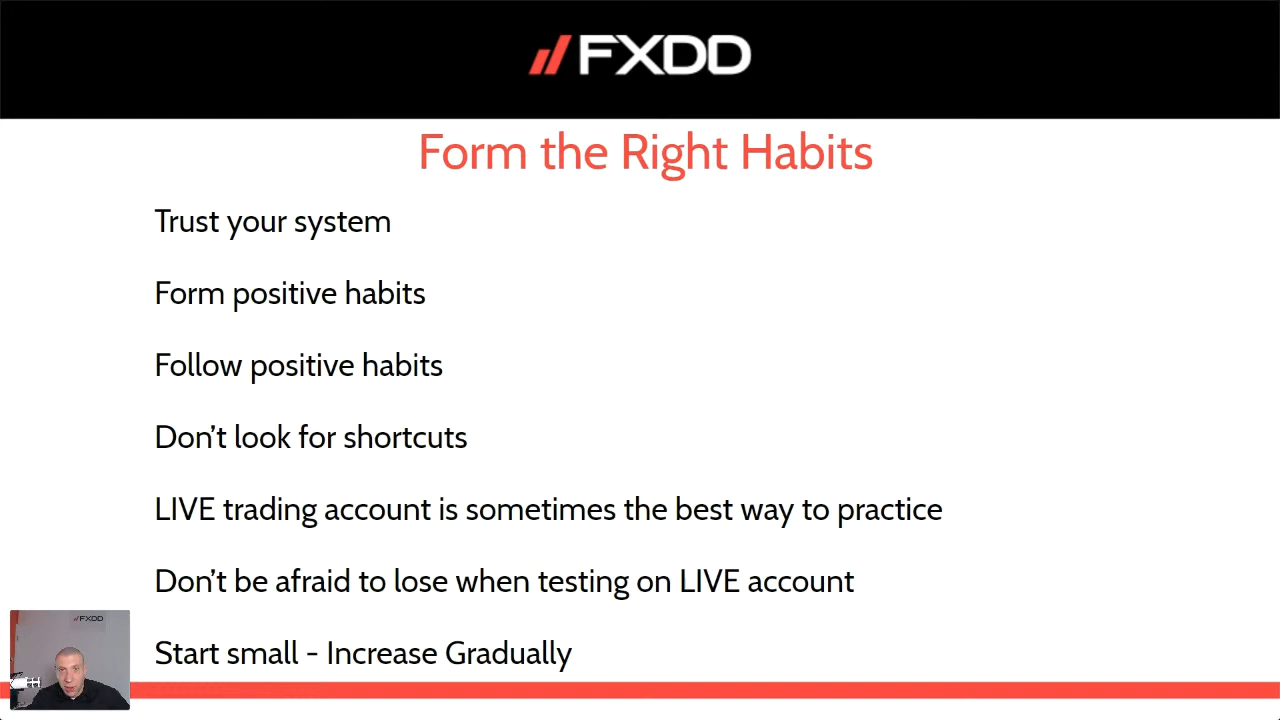 FXDD
Form the Right Habits
Trust your system
Form positive habits
Follow positive habits
Don’t look for shortcuts
LIVE trading account is sometimes the best way to practice
Don’t be afraid to lose when testing on LIVE account
Start small - Increase Gradually
FXDD